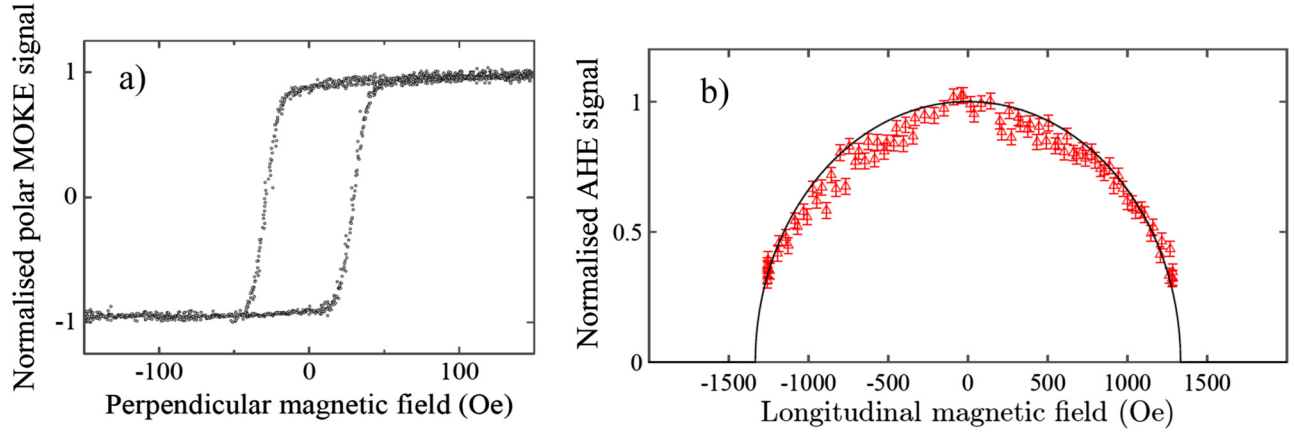 Normalised polar MOKE signal
a)
1
0
-1
-100
0
100
Perpendicular magnetic field (Oe)
Normalised AHE signal
b)
1
0.5
0
-1500
-1000
-500
0
500
1000
1500
Longitudinal magnetic field (Oe)